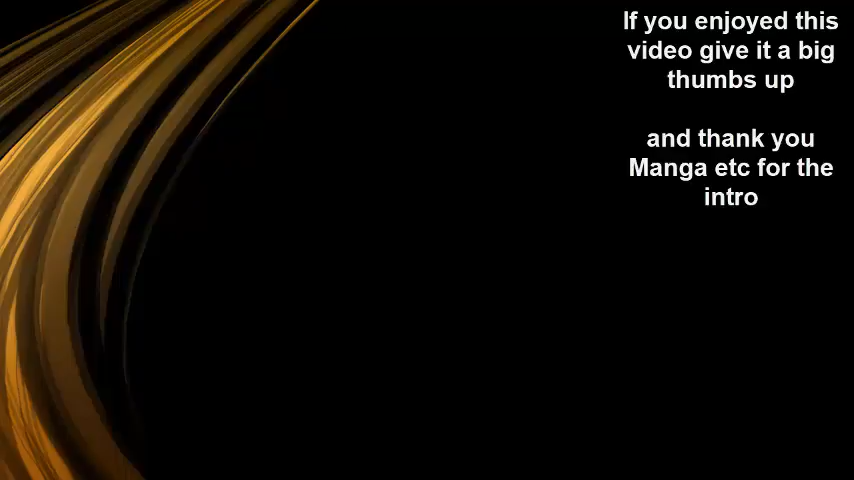 If you enjoyed this
video give it a big
thumbs up
and thank you
Manga etc for the
intro